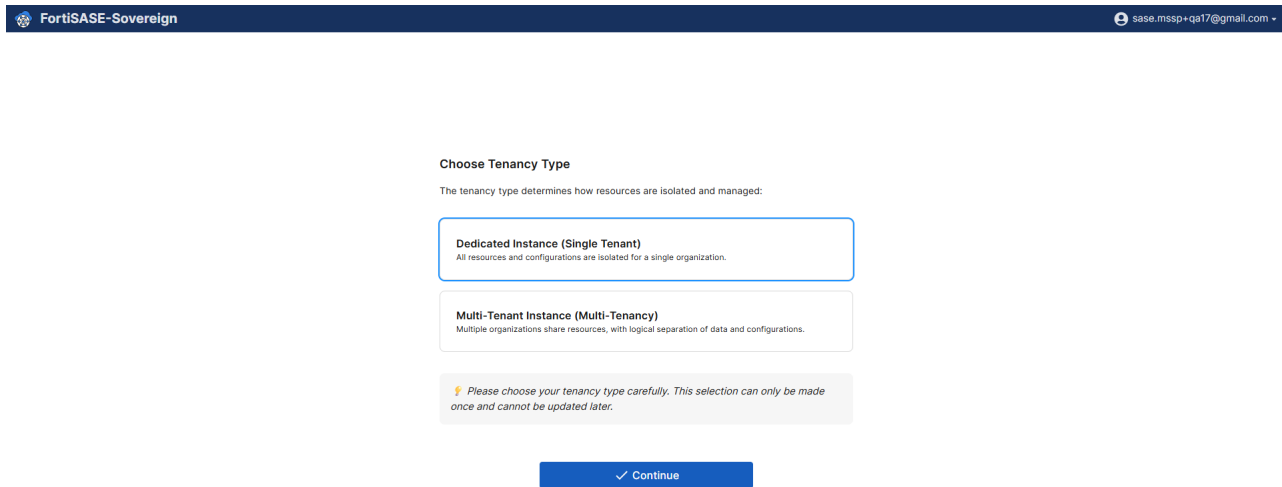 FortiSASE-Sovereign
sase.mssp+qa17@gmail.com
Choose Tenancy Type
The tenancy type determines how resources are isolated and managed:
Dedicated Instance (Single Tenant)
All resources and configurations are isolated for a single organization.
Multi-Tenant Instance (Multi-Tenancy)
Multiple organizations share resources, with logical separation of data and configurations.
Please choose your tenancy type carefully. This selection can only be made
once and cannot be updated later.
Continue